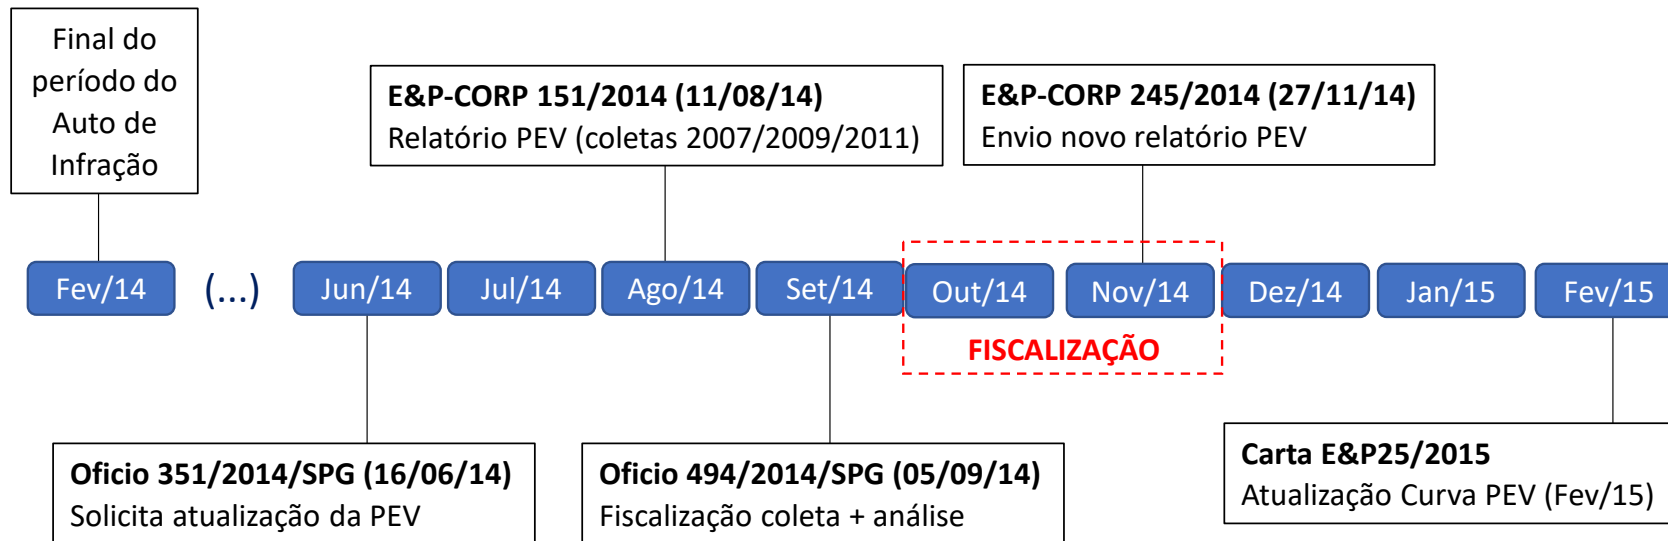 Final do
período do
Auto de
Infração
E&P-CORP 151/2014 (11/08/14)
Relatório PEV (coletas 2007/2009/2011)
E&P-CORP 245/2014 (27/11/14)
Envio novo relatório PEV
Fev/14
(...)
Jun/14
Jul/14
Ago/14
Set/14
Out/14
Nov/14
Dez/14
Jan/15
Fev/15
FISCALIZAÇÃO
Oficio 351/2014/SPG (16/06/14)
Solicita atualização da PEV
Oficio 494/2014/SPG (05/09/14)
Fiscalização coleta + análise
Carta E&P25/2015
Atualização Curva PEV (Fev/15)